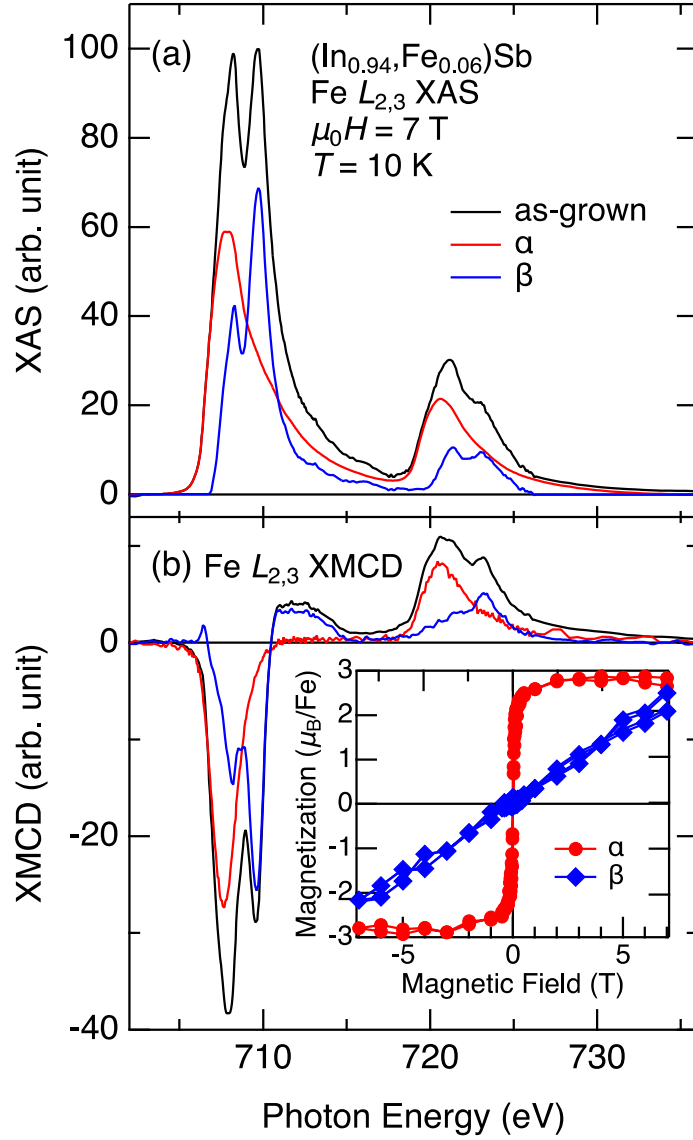 (a)
(In0.94,Fe0.06)Sb
Fe L2,3 XAS
μ0H = 7 T
T = 10 K
as-grown
α
β
XAS (arb. unit)
100
80
60
40
20
0
(b) Fe L2,3 XMCD
XMCD (arb. unit)
0
-20
-40
Magnetization (μB/Fe)
3
2
1
0
-1
-2
-3
α
β
-5 0 5
Magnetic Field (T)
710 720 730
Photon Energy (eV)